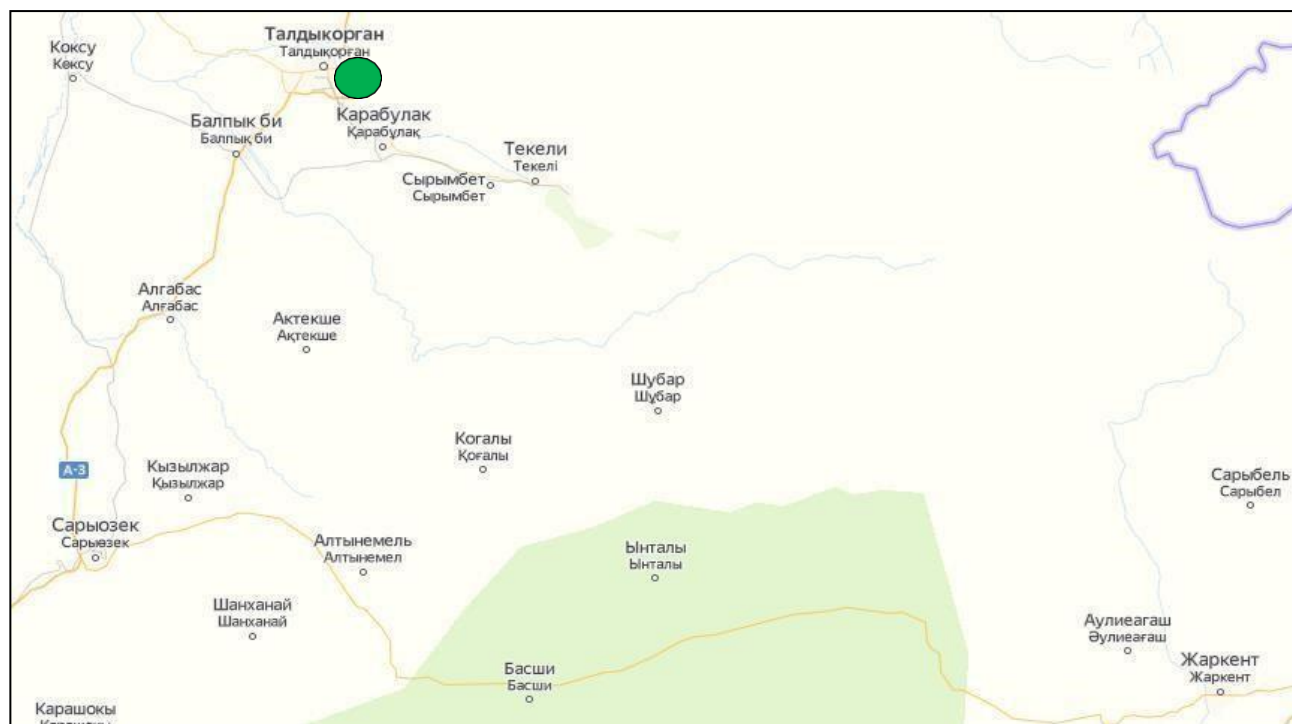 Талдыкорган
Талдықорған
Коксу
Көксу
Балпык би
Балпық би
Карабулак
Қарабұлақ
Текели
Текелі
Сырымбет
Сырымбет
Алгабас
Алғабас
Актекше
Ақтекше
Шубар
Шұбар
Когалы
Қоғалы
А-3
Кызылжар
Қызылжар
Сарыбель
Сарыбел
Сарыозек
Сарыөзек
Алтынемель
Алтынемел
Ынталы
Ынталы
Шанханай
Шанханай
Аулиеагаш
Әулиеағаш
Басши
Басши
Жаркент
Жаркент
Карашокы